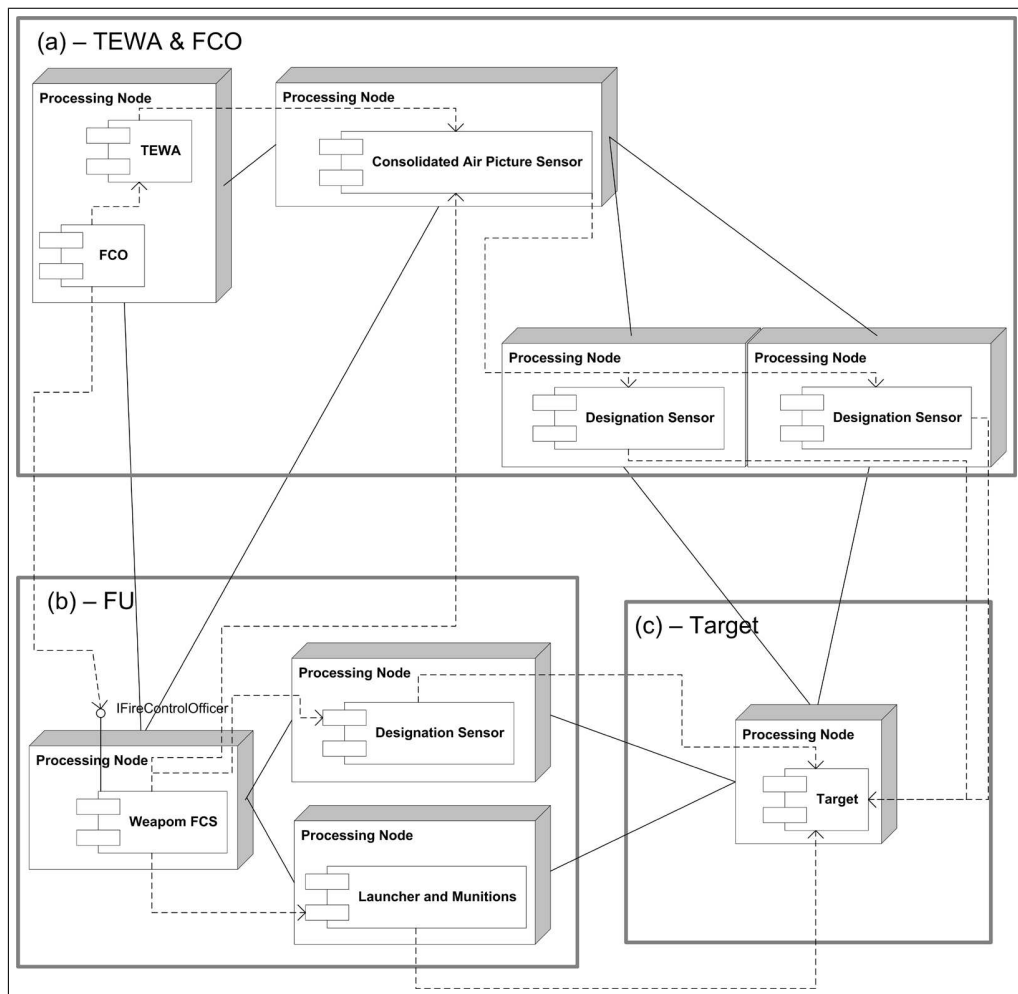 (a) – TEWA & FCO
Processing Node
TEWA
FCO
Processing Node
Consolidated Air Picture Sensor
Processing Node
Designation Sensor
Processing Node
Designation Sensor
(b) – FU
IFireControlOfficer
Processing Node
Weapom FCS
Processing Node
Designation Sensor
Processing Node
Launcher and Munitions
(c) – Target
Processing Node
Target